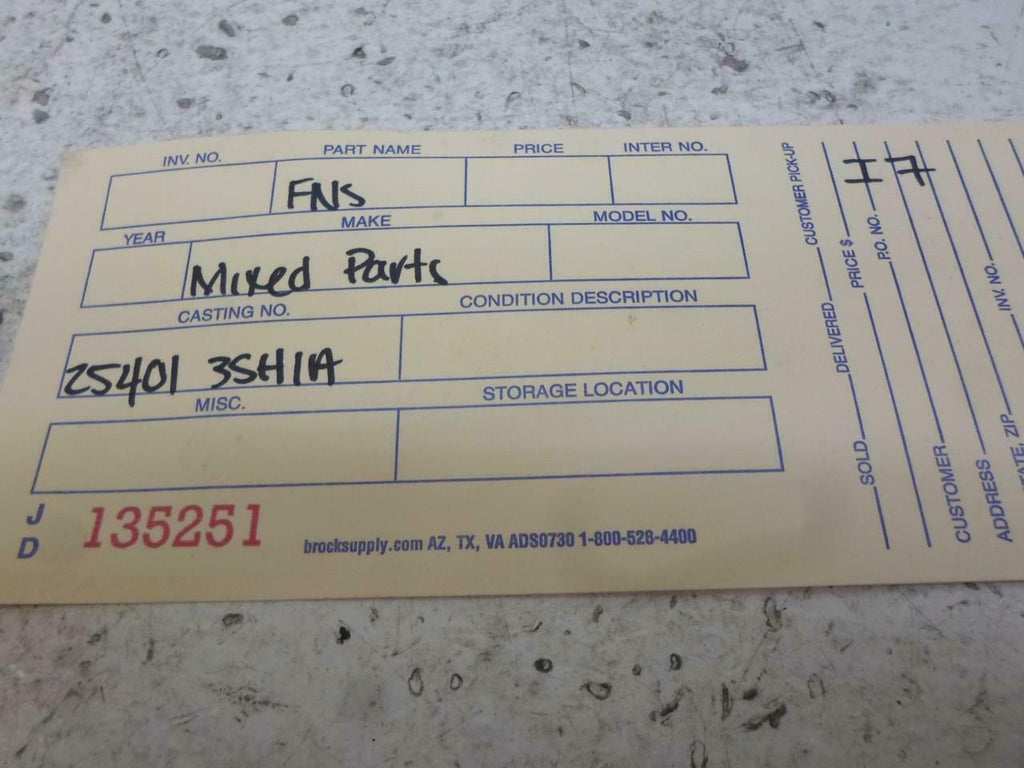 INV. NO. PART NAME PRICE INTER NO.
FNS
YEAR MAKE MODEL NO.
Mixed Parts
CASTING NO. CONDITION DESCRIPTION
25401 3SH1A
MISC. STORAGE LOCATION
J
D
135251
brocksupply.com AZ, TX, VA ADS0730 1-800-528-4400
CUSTOMER PICK-UP
DELIVERED
SOLD
PRICE $
P.O. NO.
I7
CUSTOMER
ADDRESS
INV. NO.
ZIP